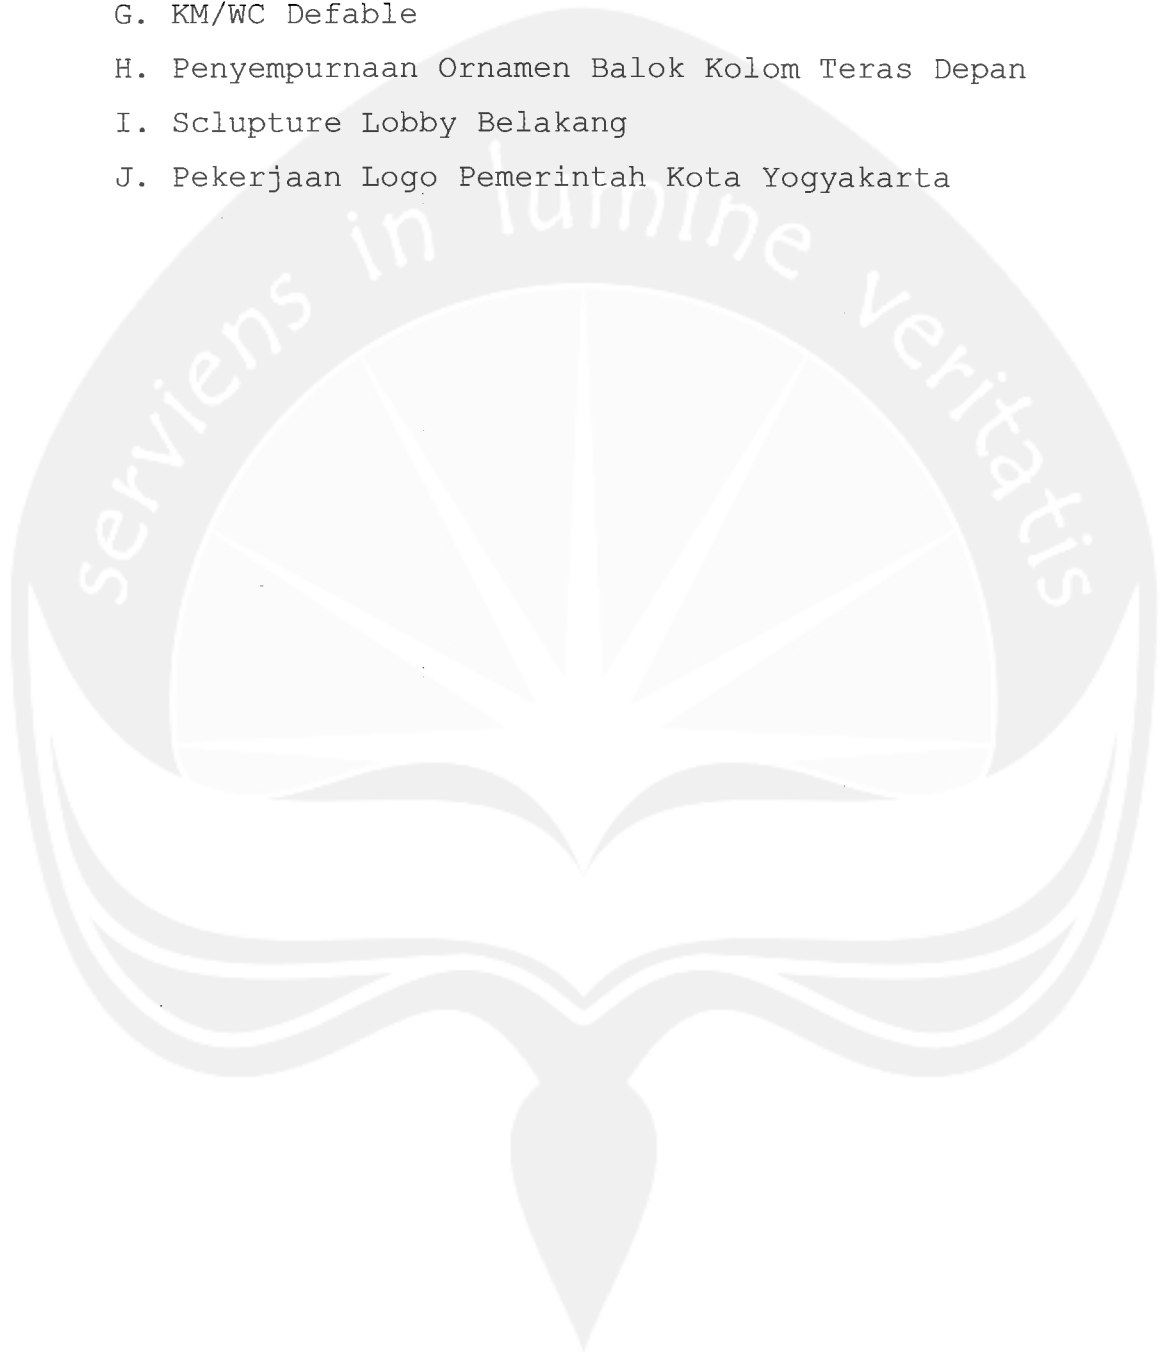 G. KM/WC Defable
H. Penyempurnaan Ornamen Balok Kolom Teras Depan
I. Sclupture Lobby Belakang
J. Pekerjaan Logo Pemerintah Kota Yogyakarta
serviens in lumine veritatis